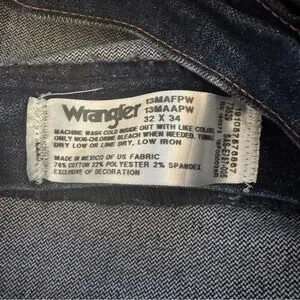 Wrangler
13MAFPW
13MAAPW
32 X 34
MACHINE WASH COLD INSIDE OUT WITH LIKE COLORS
ONLY NON-CHLORINE BLEACH WHEN NEEDED. TUMBLE
DRY LOW OR LINE DRY, LOW IRON
MADE IN MEXICO OF US FABRIC
76% COTTON 22% POLYESTER 2% SPANDEX
EXCLUSIVE OF DECORATION